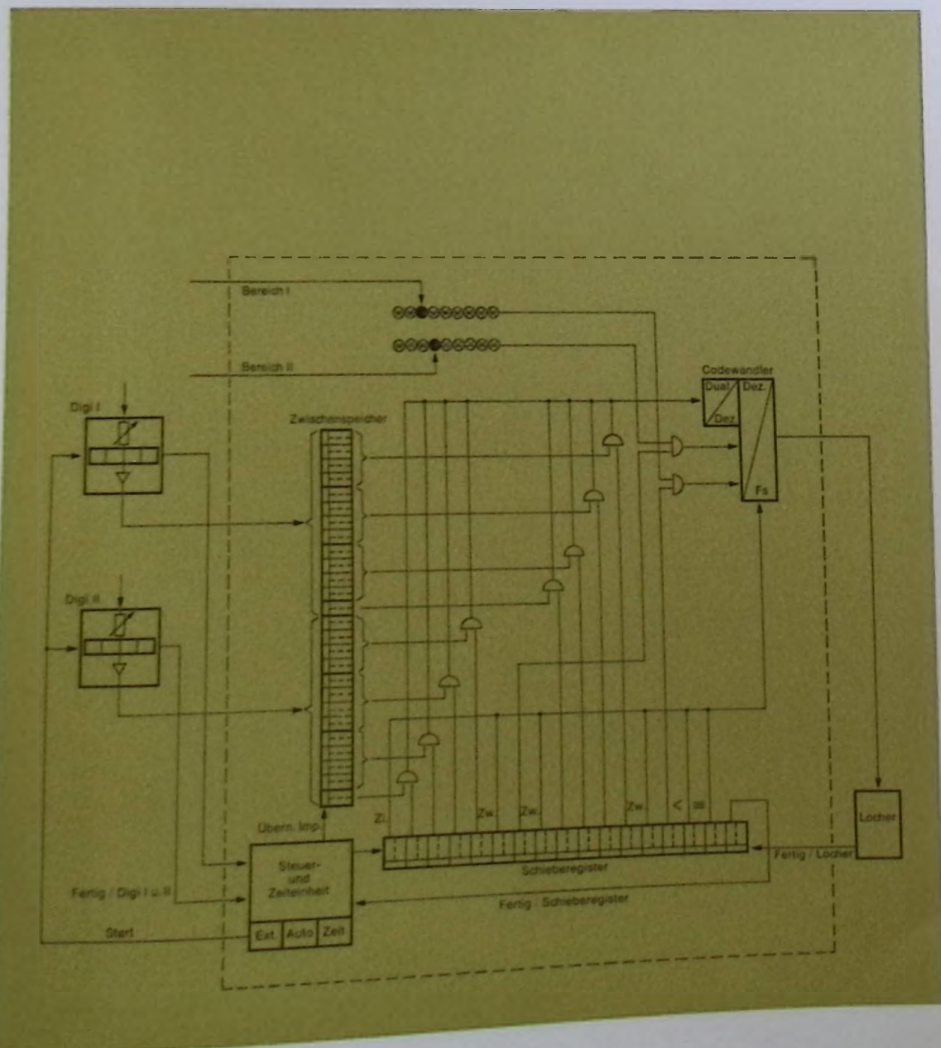 Bereich I
Bereich II
Codewandler
Dual
Dez.
Dez.
Fs
Digi I
Zwischenspeicher
Digi II
Zi.
Zw.
Zw.
Zw.
<
≡
Übern. Imp.
Locher
Steuer-
und
Zeiteinheit
Schieberegister
Fertig / Locher
Fertig / Digi I u. II
Fertig / Schieberegister
Start
Ext.
Auto
Zeit